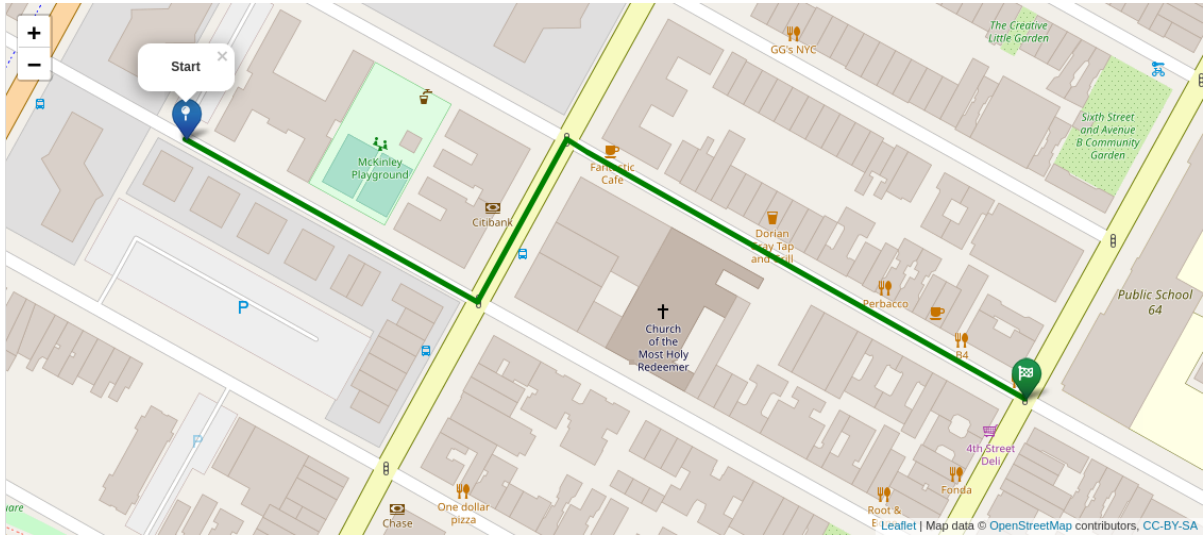 +
−
Start
×
GG's NYC
The Creative
Little Garden
Sixth Street
and Avenue
B Community
Garden
McKinley
Playground
Citibank
Fantastic
Cafe
Dorian
Gray Tap
and Grill
Perbacco
B4
Public School
64
P
Church
of the
Most Holy
Redeemer
P
4th Street
Deli
Fonda
Root &
One dollar
pizza
Chase
uare
Leaflet | Map data © OpenStreetMap contributors, CC-BY-SA